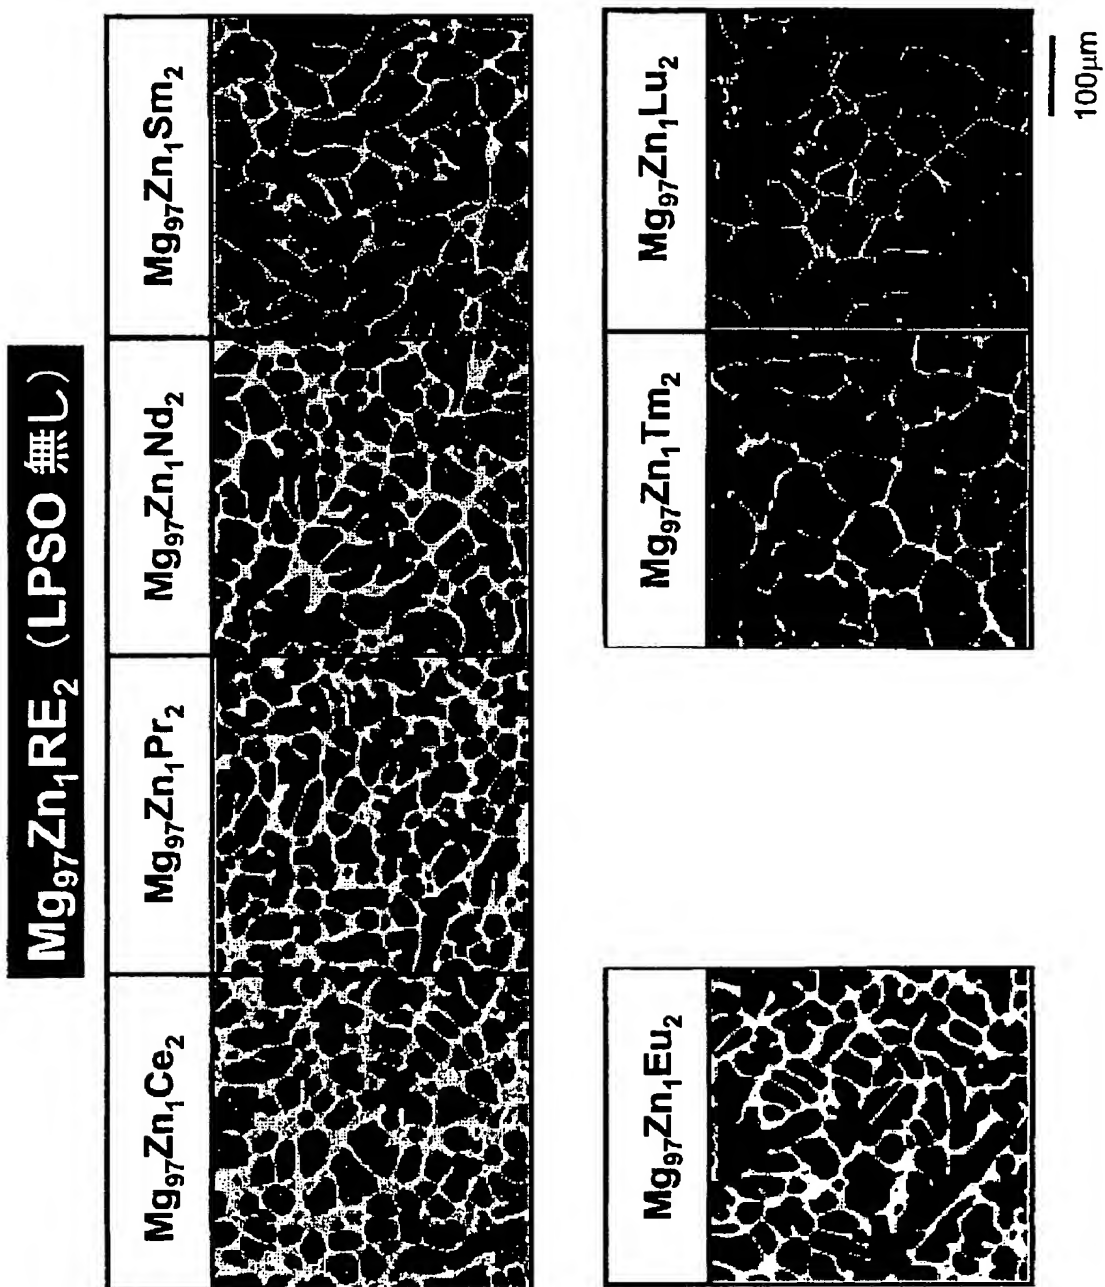 Mg₉₇Zn₁RE₂ (LPSO 無し)
Mg₉₇Zn₁Ce₂
Mg₉₇Zn₁Pr₂
Mg₉₇Zn₁Nd₂
Mg₉₇Zn₁Sm₂
Mg₉₇Zn₁Eu₂
Mg₉₇Zn₁Tm₂
Mg₉₇Zn₁Lu₂
100μm